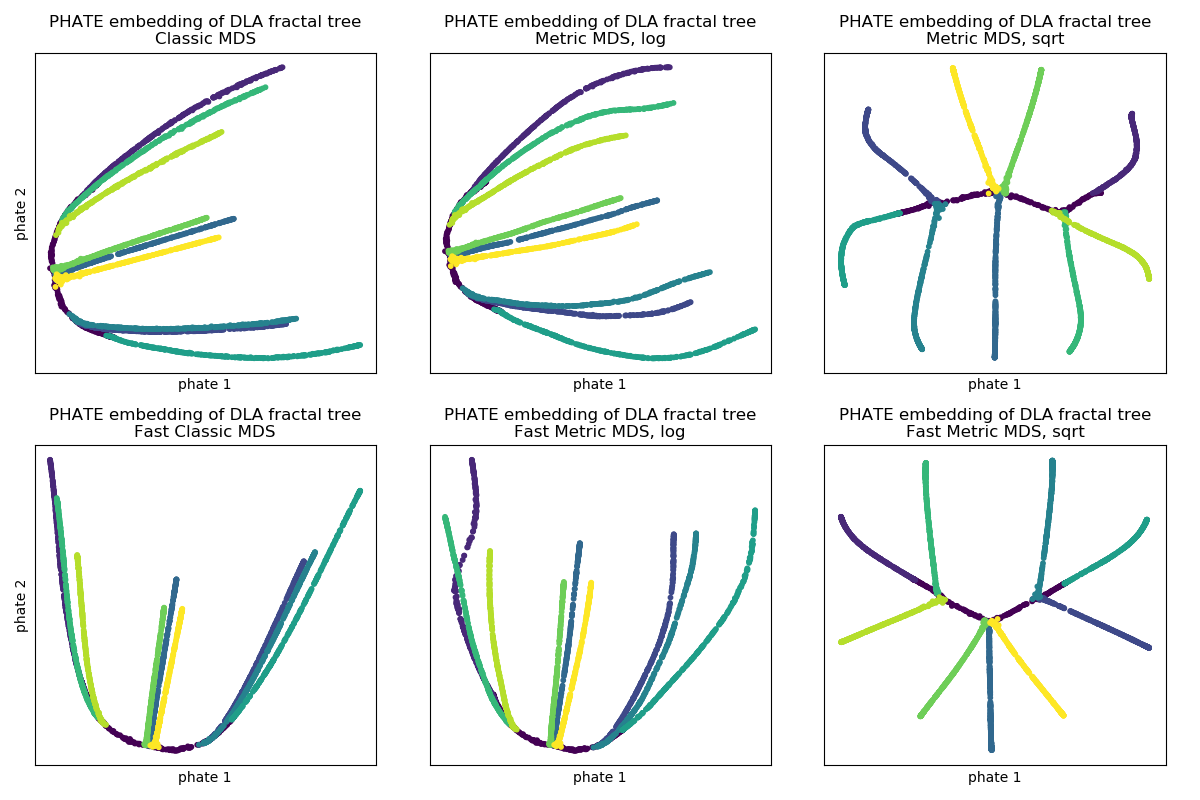 PHATE embedding of DLA fractal tree
Classic MDS
phate 2
phate 1
PHATE embedding of DLA fractal tree
Metric MDS, log
phate 1
PHATE embedding of DLA fractal tree
Metric MDS, sqrt
phate 1
PHATE embedding of DLA fractal tree
Fast Classic MDS
phate 2
phate 1
PHATE embedding of DLA fractal tree
Fast Metric MDS, log
phate 1
PHATE embedding of DLA fractal tree
Fast Metric MDS, sqrt
phate 1